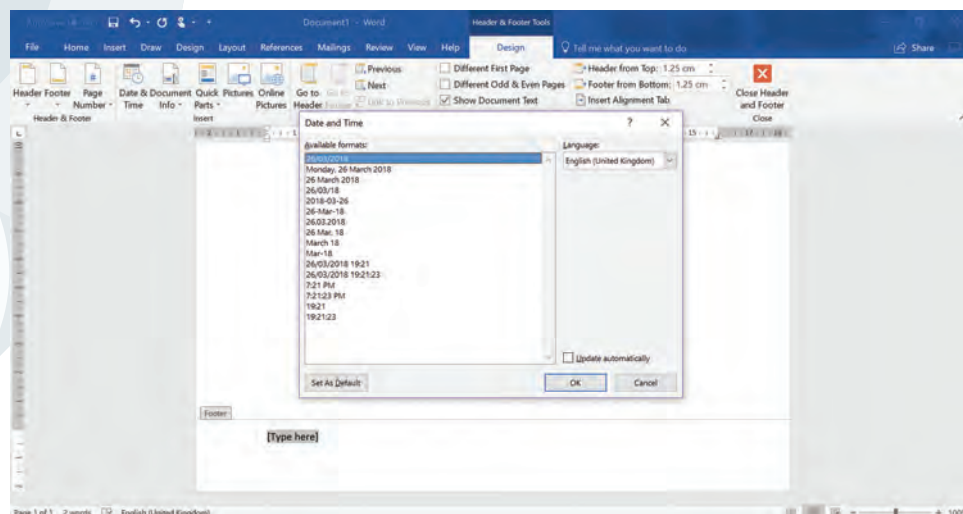 Document1 - Word
Header & Footer Tools
File Home Insert Draw Design Layout References Mailings Review View Help Design Tell me what you want to do Share
Header Footer Page Number
Date & Time Document Info
Quick Parts Pictures Online Pictures
Go to Header
Previous
Next
Link to Previous
Different First Page
Different Odd & Even Pages
Show Document Text
Header from Top: 1.25 cm
Footer from Bottom: 1.25 cm
Insert Alignment Tab
Close Header and Footer
Header & Footer Insert Close
Date and Time ? ×
Available formats:
26/03/2018
Monday, 26 March 2018
26 March 2018
26/03/18
2018-03-26
26-Mar-18
26.03.2018
26 Mar. 18
March 18
Mar-18
26/03/2018 19:21
26/03/2018 19:21:23
7:21 PM
7:21:23 PM
19:21
19:21:23
Language:
English (United Kingdom)
Update automatically
Set As Default OK Cancel
Footer
[Type here]
Page 1 of 1 2 words English (United Kingdom)